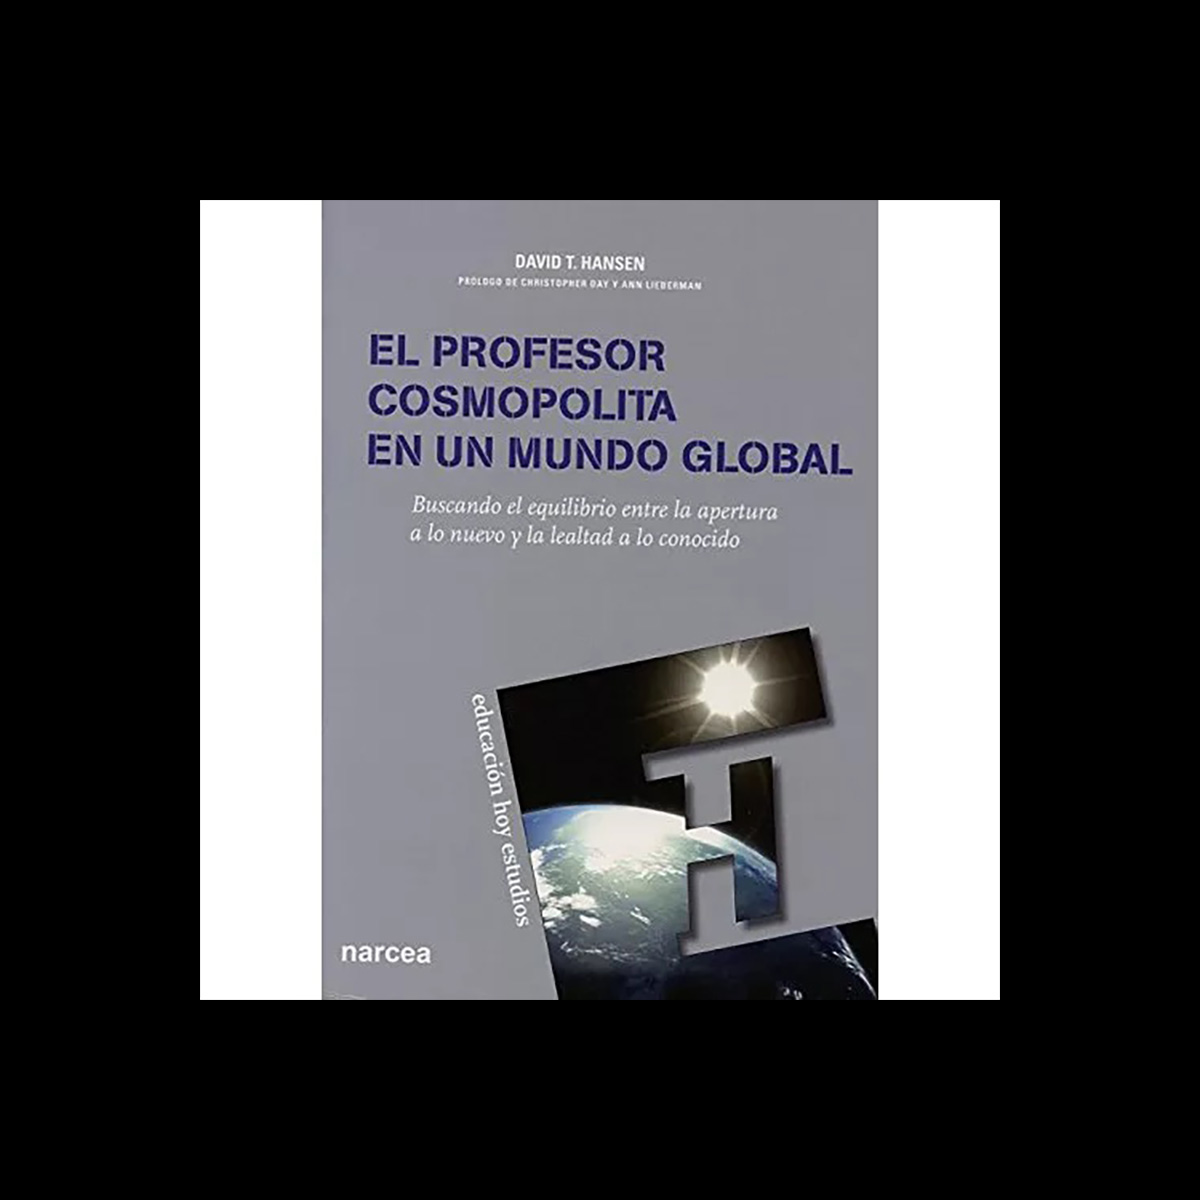 DAVID T. HANSEN
PRÓLOGO DE CHRISTOPHER DAY Y ANN LIEBERMAN
EL PROFESOR
COSMOPOLITA
EN UN MUNDO GLOBAL
Buscando el equilibrio entre la apertura
a lo nuevo y la lealtad a lo conocido
educación hoy estudios
H
narcea